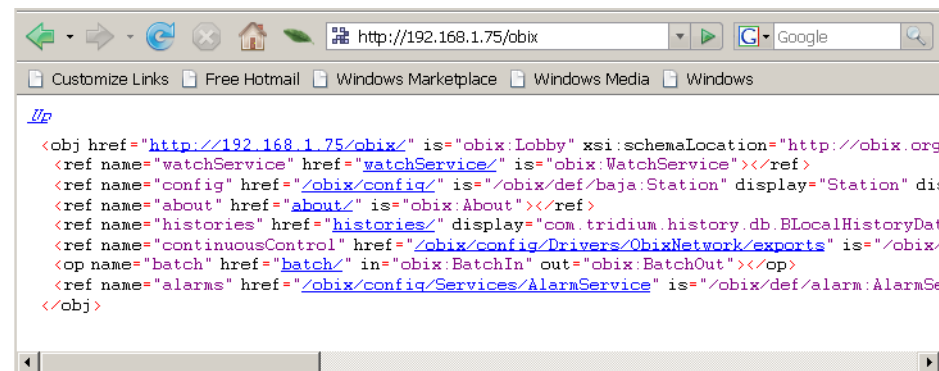 http://192.168.1.75/obix
G Google
Customize Links Free Hotmail Windows Marketplace Windows Media Windows
Up
<obj href="http://192.168.1.75/obix/" is="obix:Lobby" xsi:schemaLocation="http://obix.org
<ref name="watchService" href="watchService/" is="obix:WatchService"></ref>
<ref name="config" href="/obix/config/" is="/obix/def/baja:Station" display="Station" dis
<ref name="about" href="about/" is="obix:About"></ref>
<ref name="histories" href="histories/" display="com.tridium.history.db.BLocalHistoryDat
<ref name="continuousControl" href="/obix/config/Drivers/ObixNetwork/exports" is="/obix/
<op name="batch" href="batch/" in="obix:BatchIn" out="obix:BatchOut"></op>
<ref name="alarms" href="/obix/config/Services/AlarmService" is="/obix/def/alarm:AlarmSe
</obj>